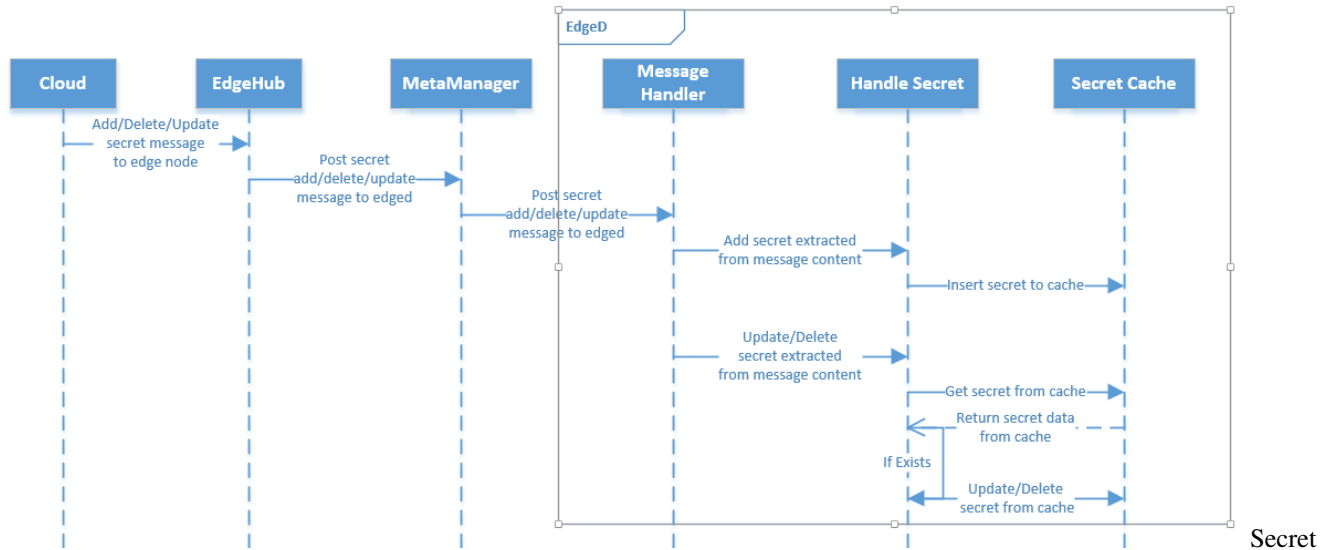 EdgeD
Cloud
EdgeHub
MetaManager
Message
Handler
Handle Secret
Secret Cache
Add/Delete/Update
secret message
to edge node
Post secret
add/delete/update
message to edged
Post secret
add/delete/update
message to edged
Add secret extracted
from message content
Insert secret to cache
Update/Delete
secret extracted
from message content
Get secret from cache
Return secret data
from cache
If Exists
Update/Delete
secret from cache
Secret